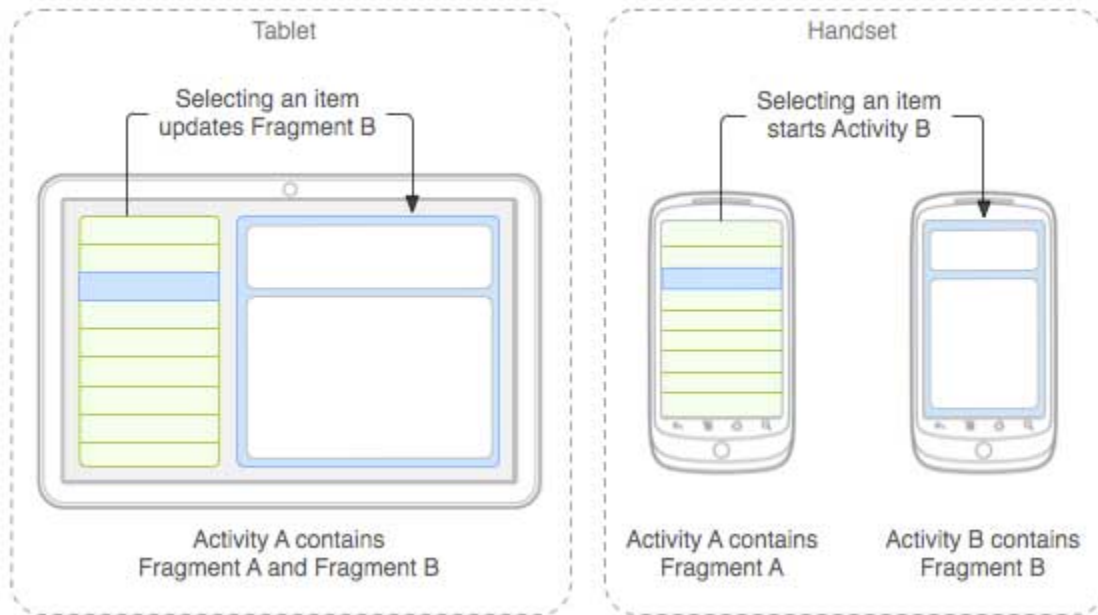 Tablet
Selecting an item
updates Fragment B
Activity A contains
Fragment A and Fragment B
Handset
Selecting an item
starts Activity B
Activity A contains
Fragment A
Activity B contains
Fragment B